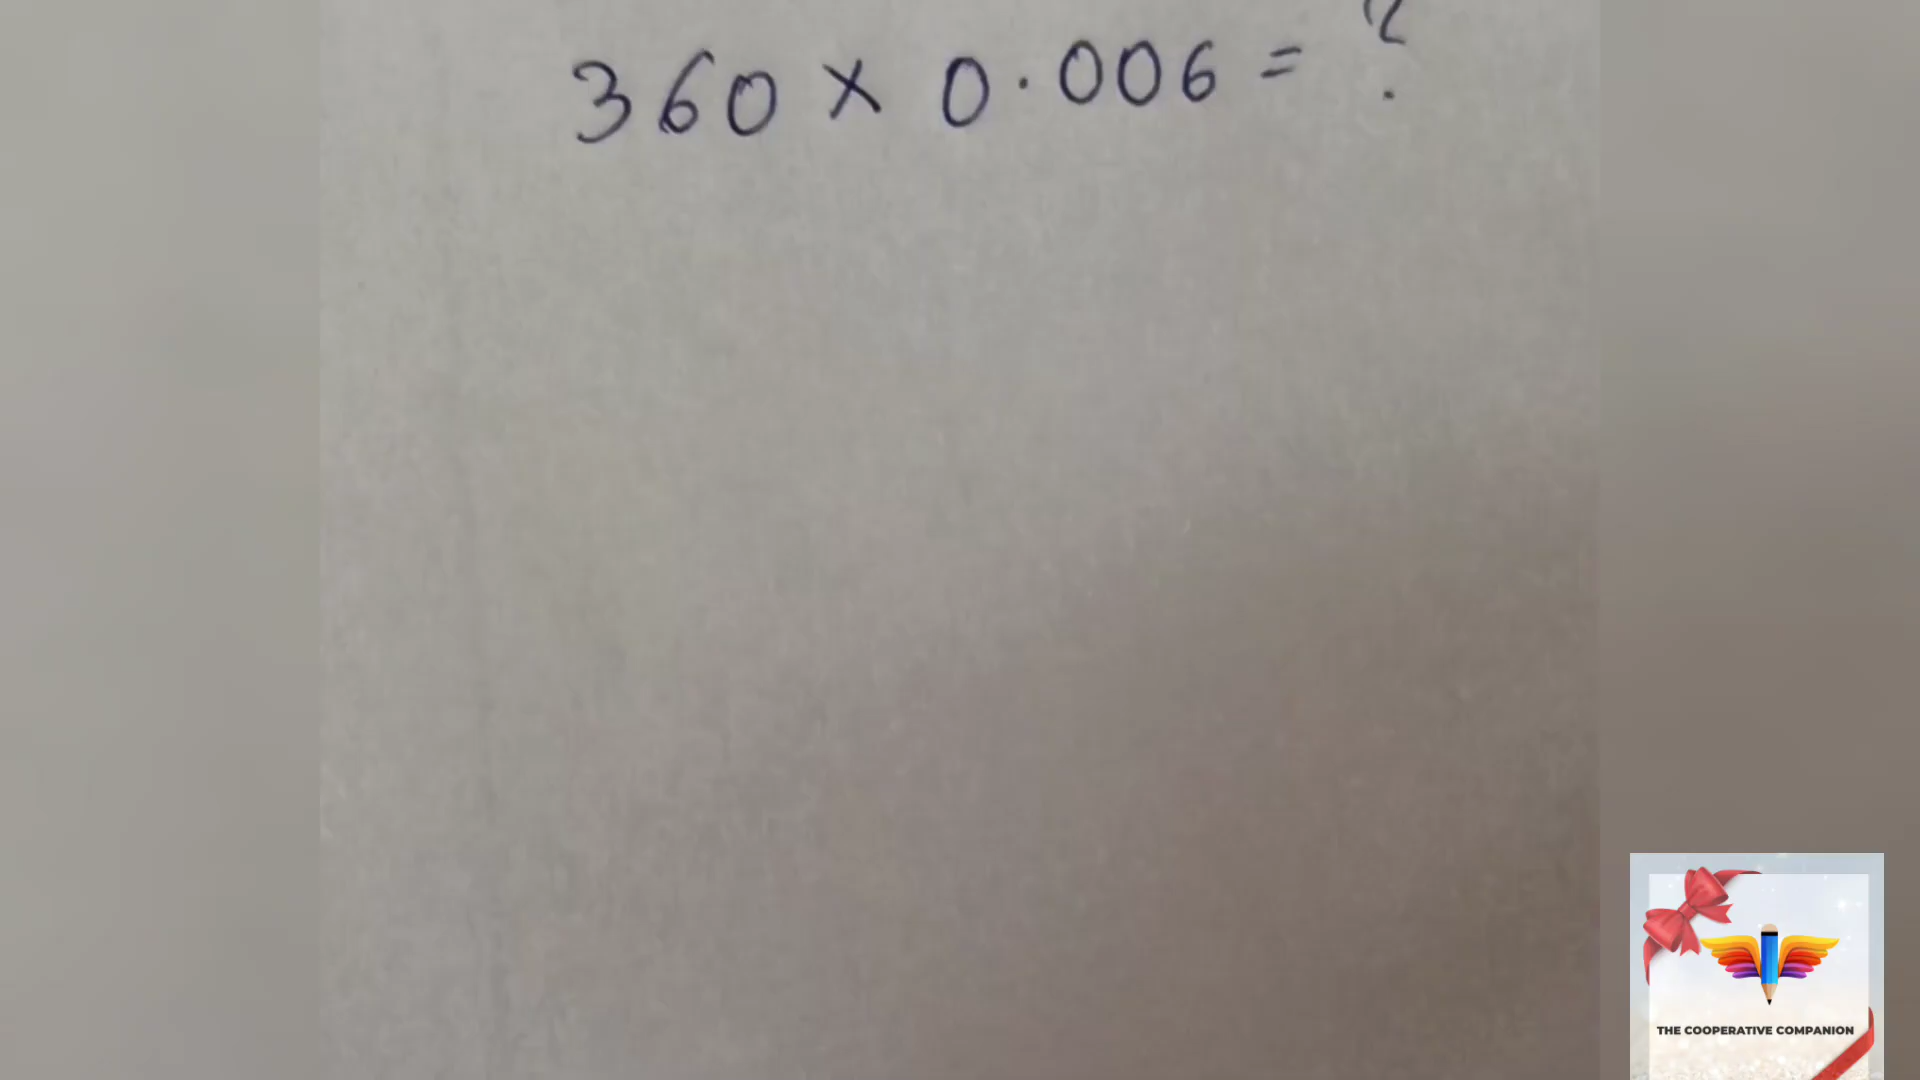 360 × 0.006 = ?
THE COOPERATIVE COMPANION